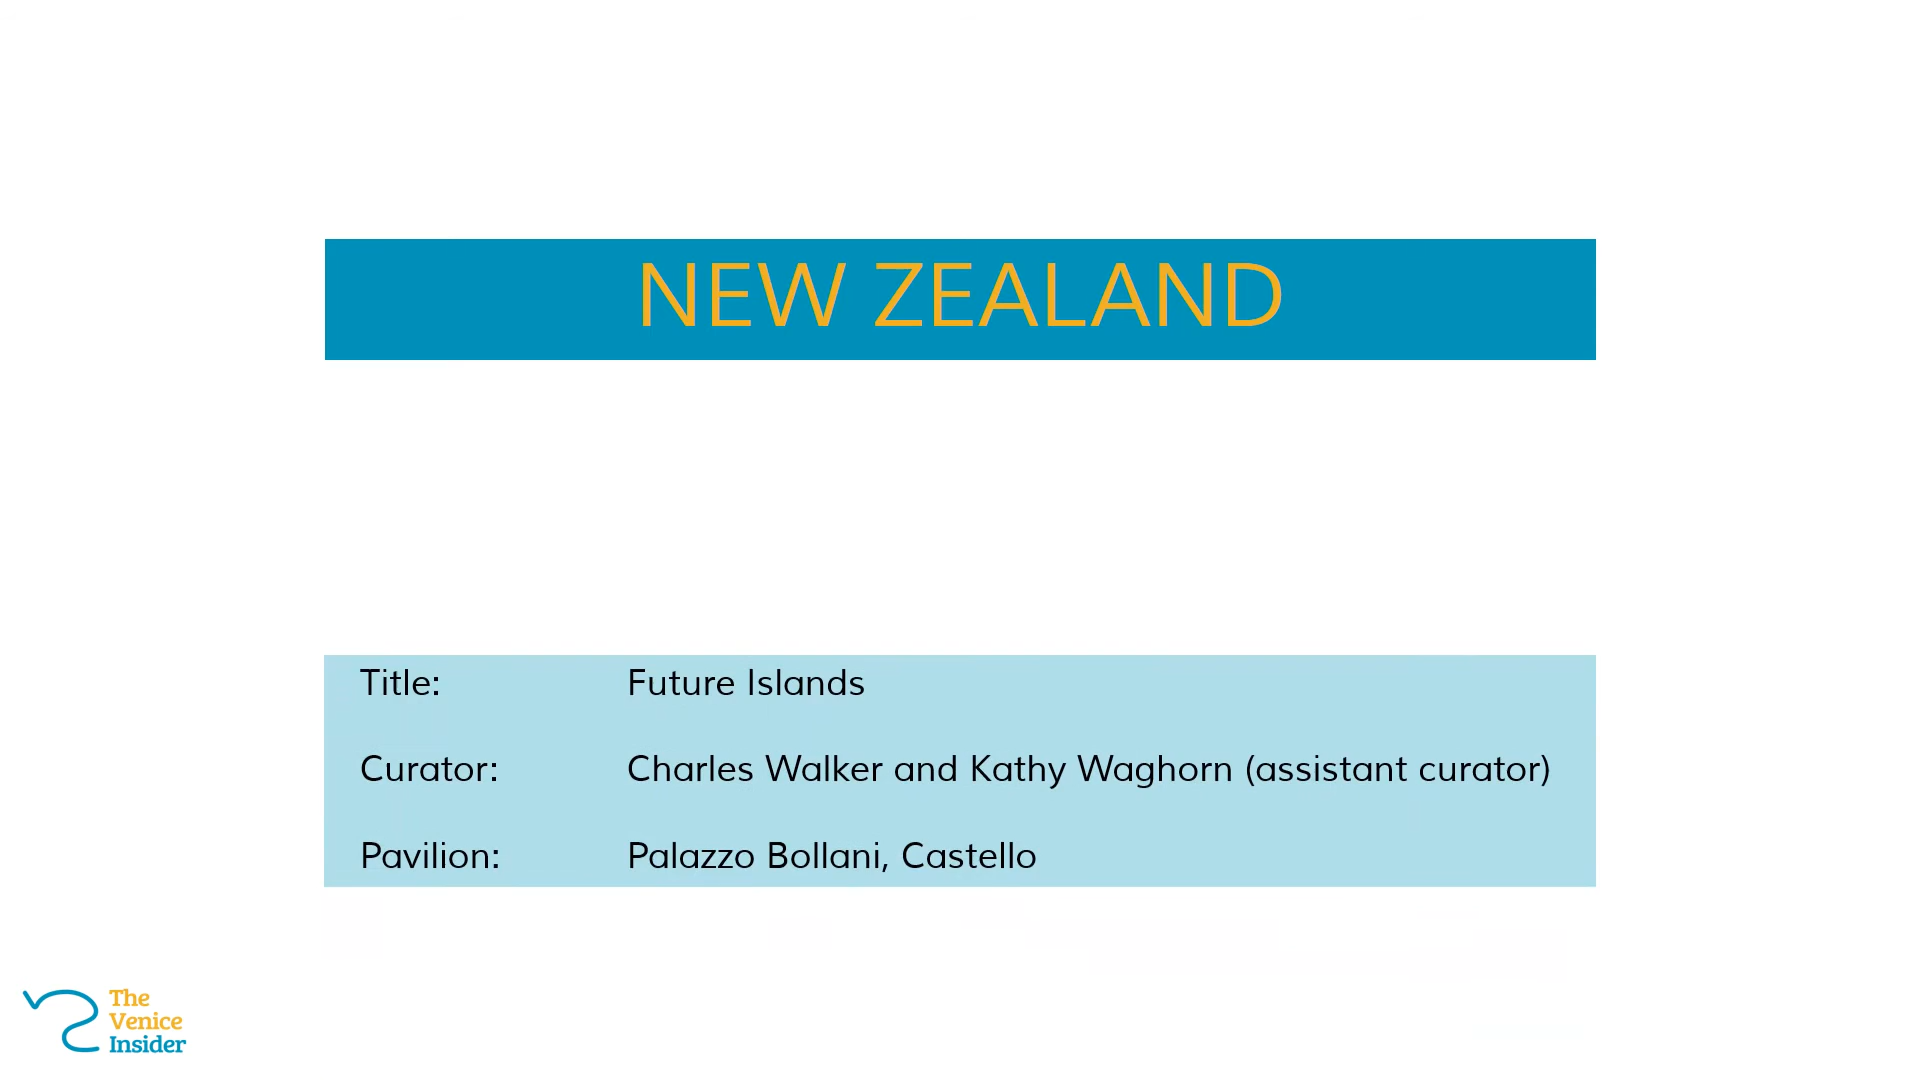 NEW ZEALAND
Title: Future Islands
Curator: Charles Walker and Kathy Waghorn (assistant curator)
Pavilion: Palazzo Bollani, Castello
The
Venice
Insider